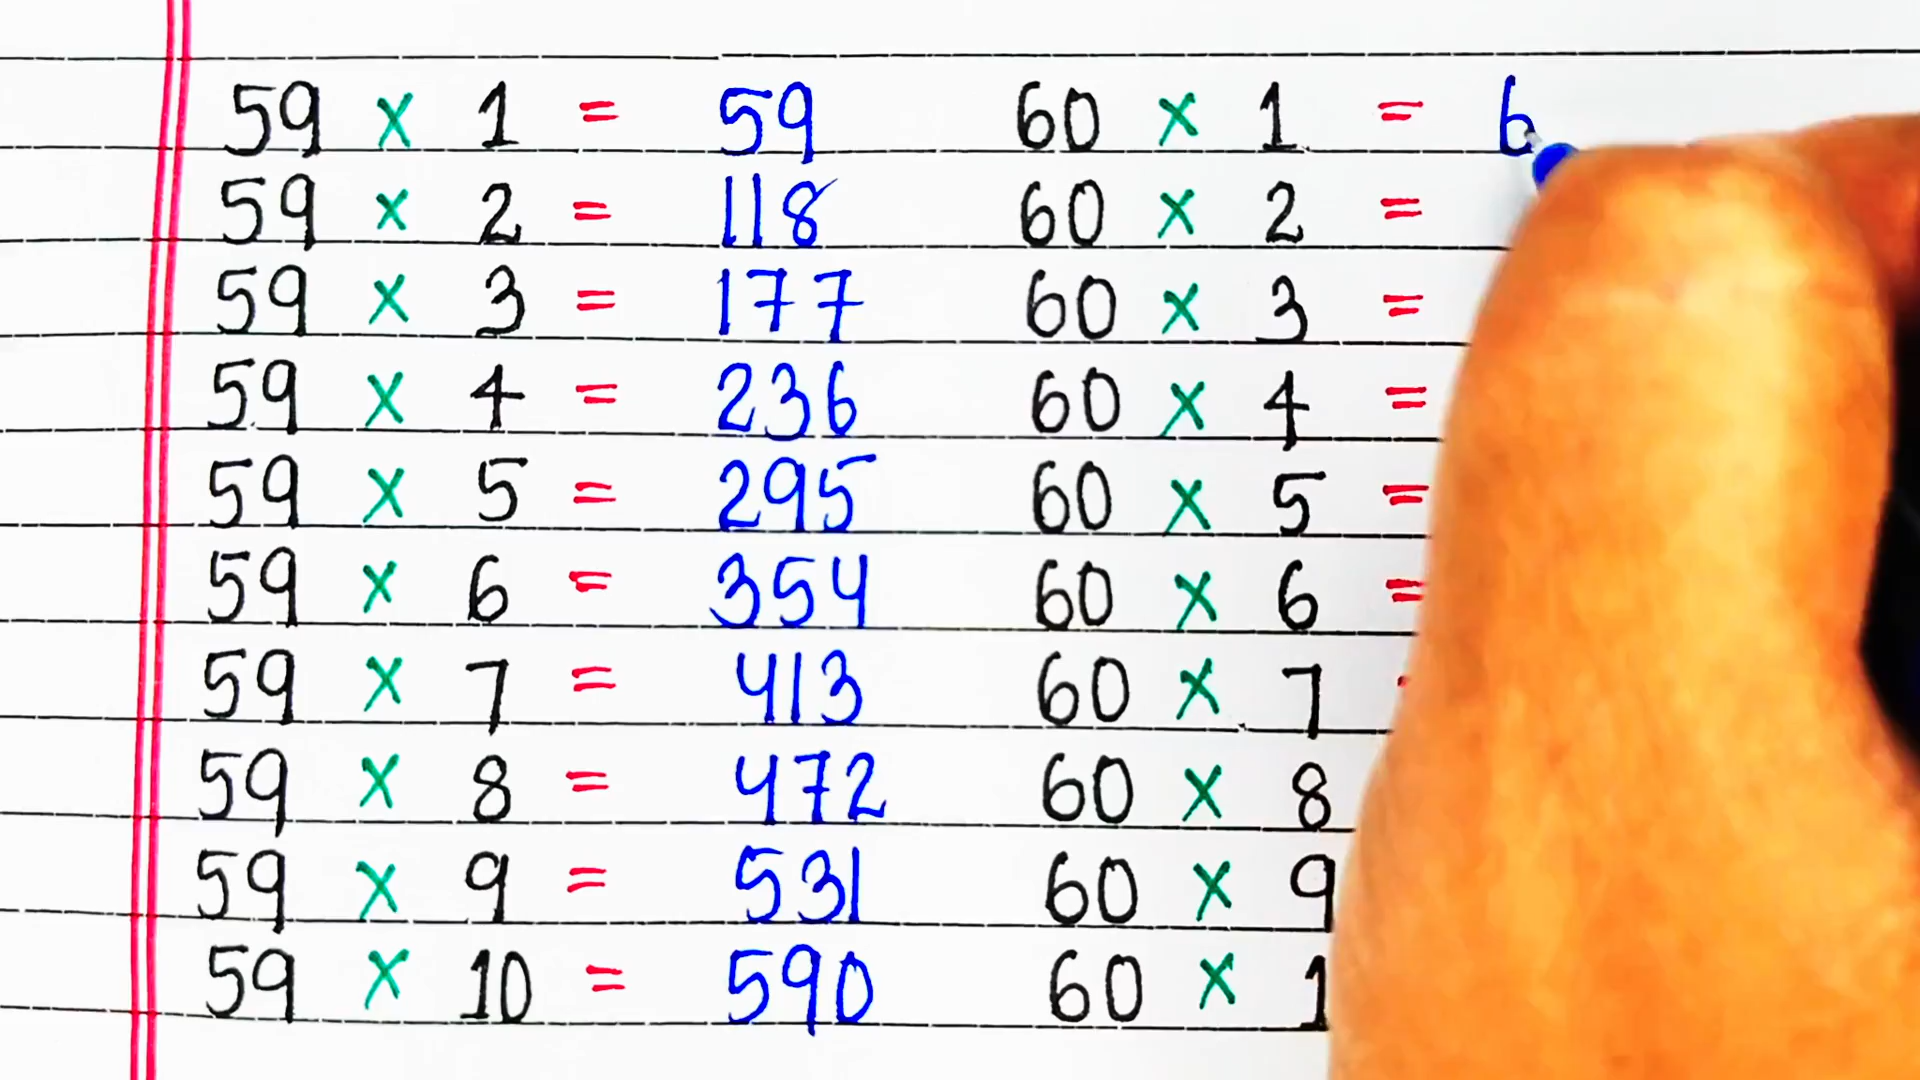 59 × 1 = 59 60 × 1 = 6
59 × 2 = 118 60 × 2 =
59 × 3 = 177 60 × 3 =
59 × 4 = 236 60 × 4 =
59 × 5 = 295 60 × 5 =
59 × 6 = 354 60 × 6 =
59 × 7 = 413 60 × 7
59 × 8 = 472 60 × 8
59 × 9 = 531 60 × 9
59 × 10 = 590 60 × 1